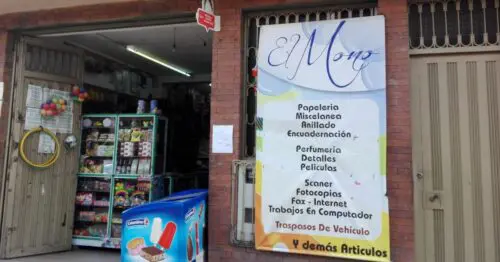 El Mono
Papeleria
Miscelanea
Anillado
Encuadernación
Perfumeria
Detalles
Peliculas
Scaner
Fotocopias
Fax - Internet
Trabajos En Computador
Traspasos De Vehículo
Y demás Articulos